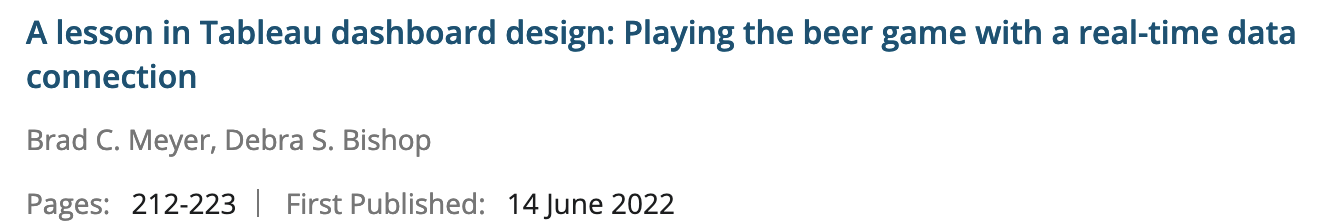 A lesson in Tableau dashboard design: Playing the beer game with a real-time data
connection
Brad C. Meyer, Debra S. Bishop
Pages: 212-223 | First Published: 14 June 2022